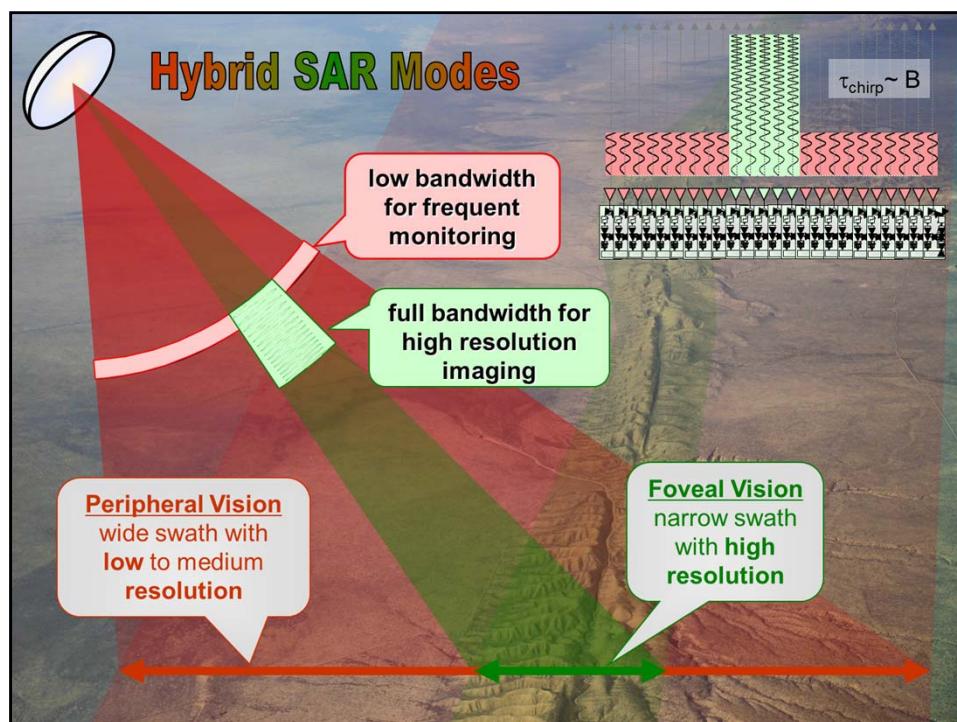 Hybrid SAR Modes
τchirp~ B
low bandwidth
for frequent
monitoring
full bandwidth for
high resolution
imaging
Peripheral Vision
wide swath with
low to medium
resolution
Foveal Vision
narrow swath
with high
resolution